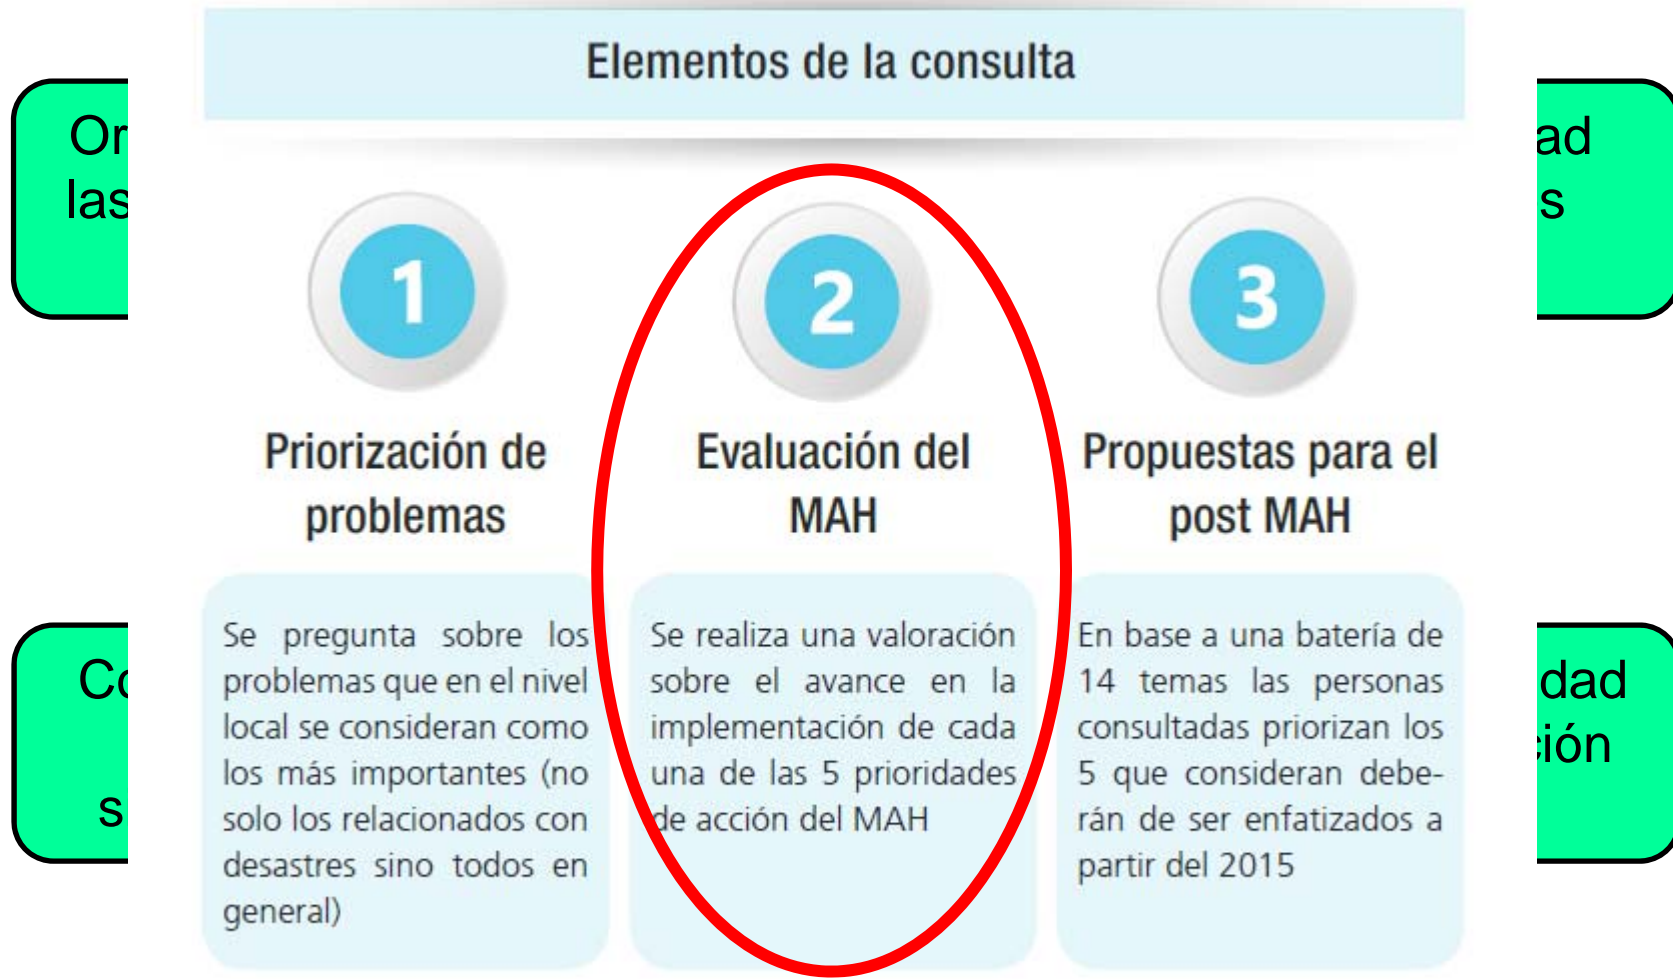 Elementos de la consulta
1
Priorización de
problemas
Se pregunta sobre los
problemas que en el nivel
local se consideran como
los más importantes (no
solo los relacionados con
desastres sino todos en
general)
2
Evaluación del
MAH
Se realiza una valoración
sobre el avance en la
implementación de cada
una de las 5 prioridades
de acción del MAH
3
Propuestas para el
post MAH
En base a una batería de
14 temas las personas
consultadas priorizan los
5 que consideran debe-
rán de ser enfatizados a
partir del 2015
las